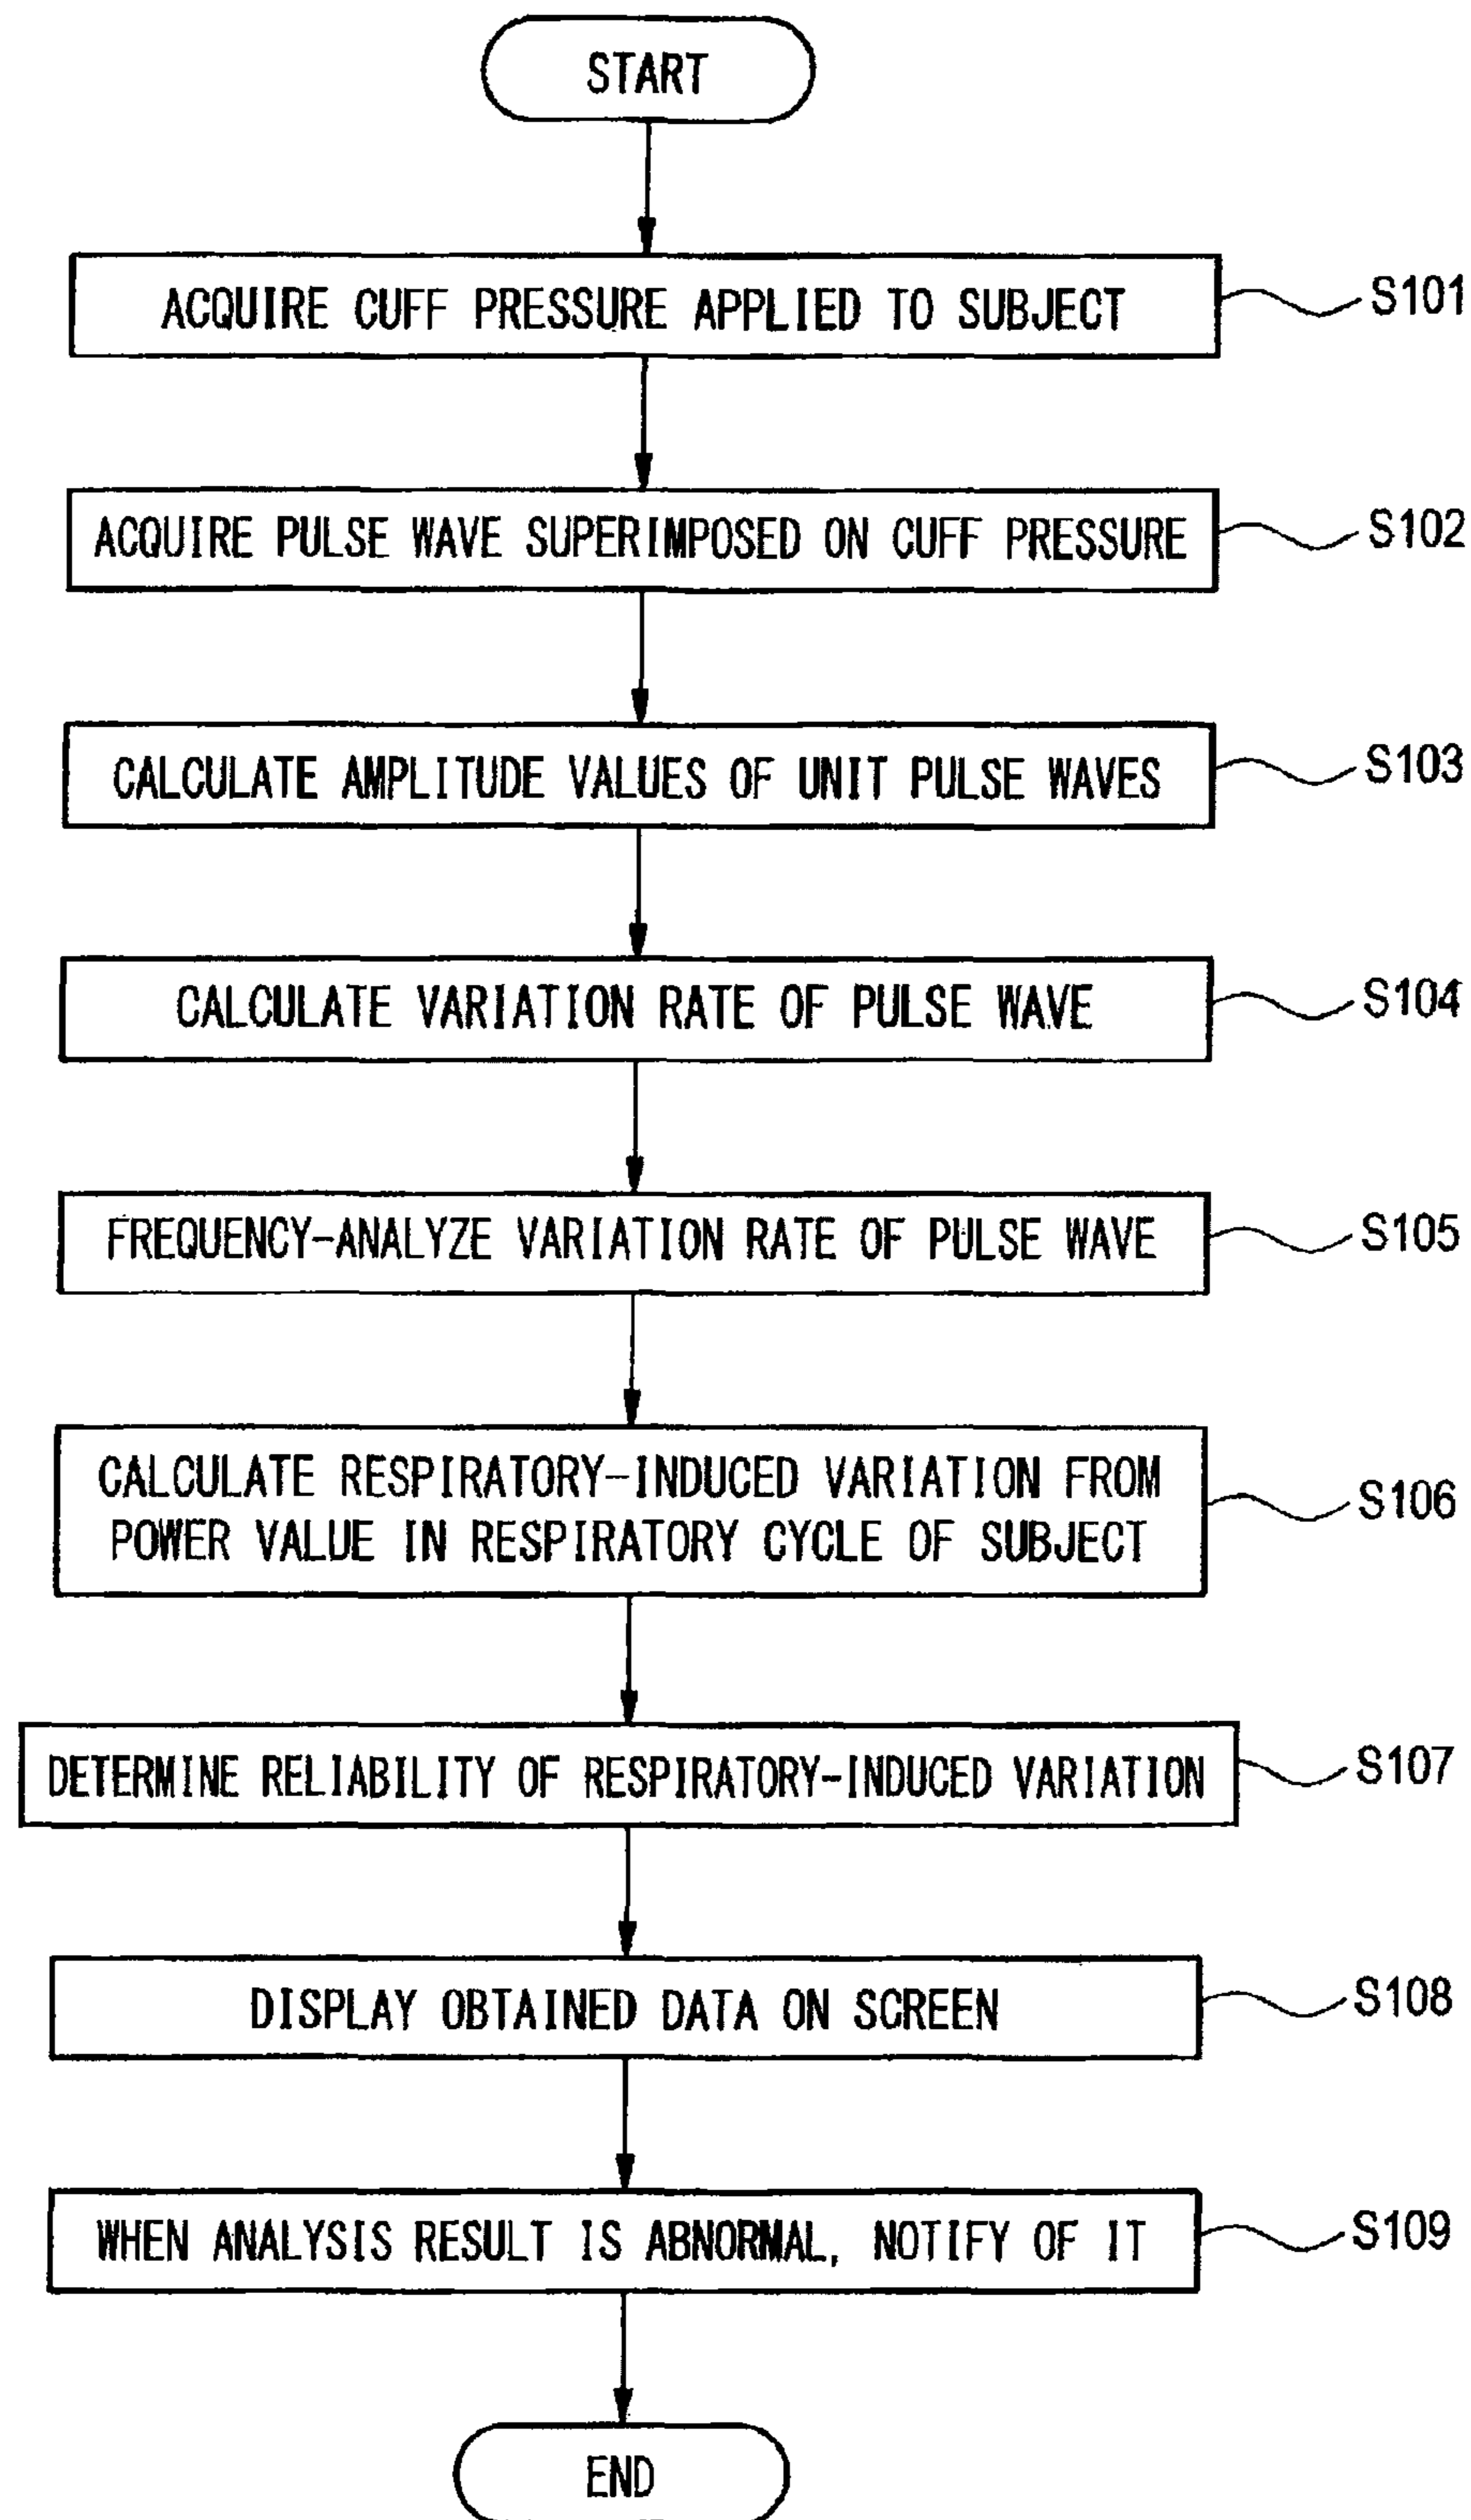 START
ACQUIRE CUFF PRESSURE APPLIED TO SUBJECT
S101
ACQUIRE PULSE WAVE SUPERIMPOSED ON CUFF PRESSURE
S102
CALCULATE AMPLITUDE VALUES OF UNIT PULSE WAVES
S103
CALCULATE VARIATION RATE OF PULSE WAVE
S104
FREQUENCY-ANALYZE VARIATION RATE OF PULSE WAVE
S105
CALCULATE RESPIRATORY-INDUCED VARIATION FROM
POWER VALUE IN RESPIRATORY CYCLE OF SUBJECT
S106
DETERMINE RELIABILITY OF RESPIRATORY-INDUCED VARIATION
S107
DISPLAY OBTAINED DATA ON SCREEN
S108
WHEN ANALYSIS RESULT IS ABNORMAL, NOTIFY OF IT
S109
END